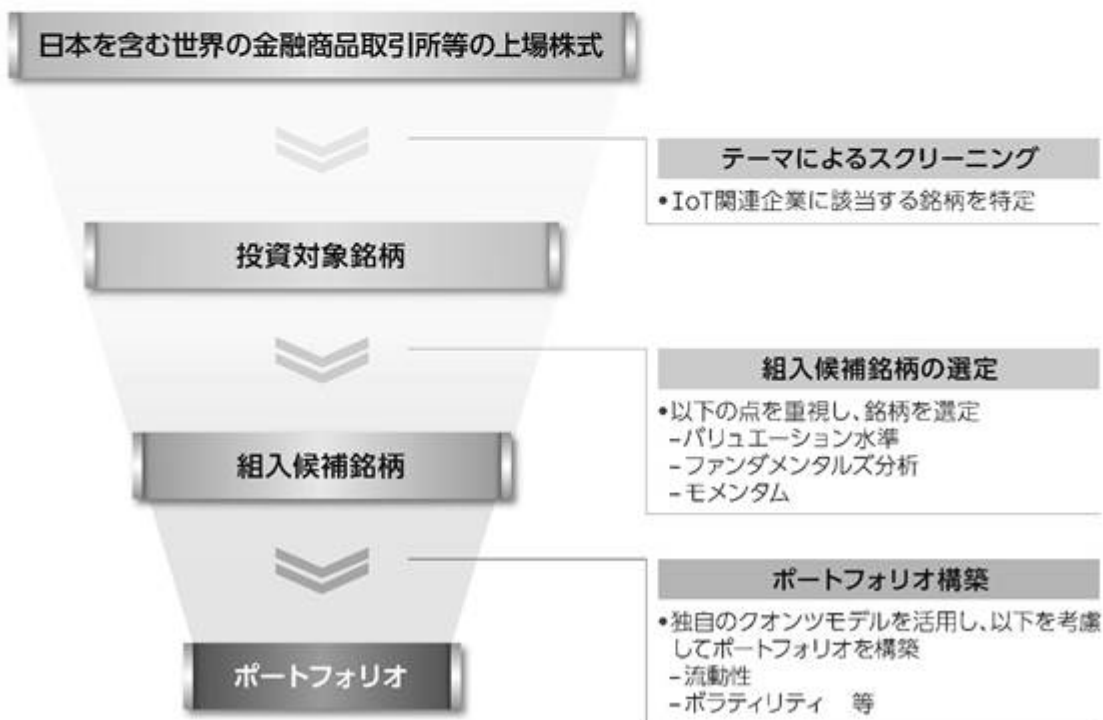 日本を含む世界の金融商品取引所等の上場株式
テーマによるスクリーニング
•IoT関連企業に該当する銘柄を特定
投資対象銘柄
組入候補銘柄の選定
•以下の点を重視し、銘柄を選定
-バリュエーション水準
-ファンダメンタルズ分析
-モメンタム
組入候補銘柄
ポートフォリオ構築
•独自のクオンツモデルを活用し、以下を考慮
してポートフォリオを構築
-流動性
-ボラティリティ　等
ポートフォリオ